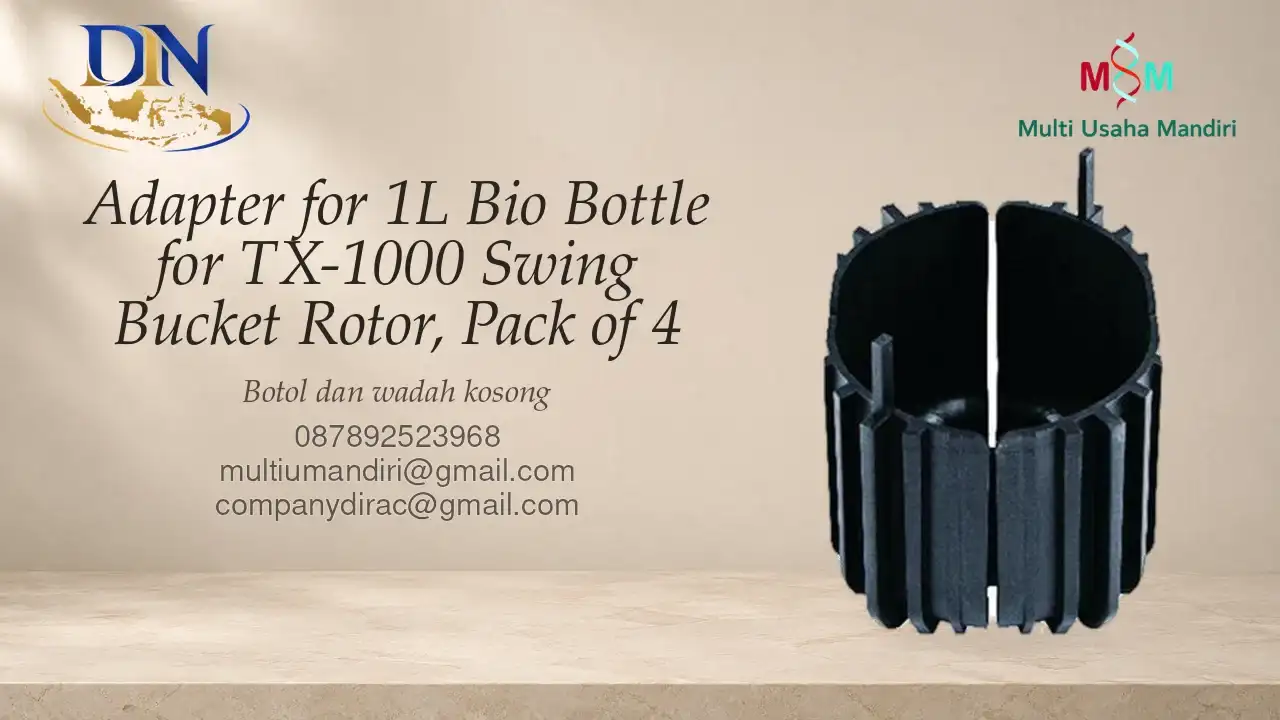 DN
M M
Multi Usaha Mandiri
Adapter for 1L Bio Bottle
for TX-1000 Swing
Bucket Rotor, Pack of 4
Botol dan wadah kosong
087892523968
multiumandiri@gmail.com
companydirac@gmail.com